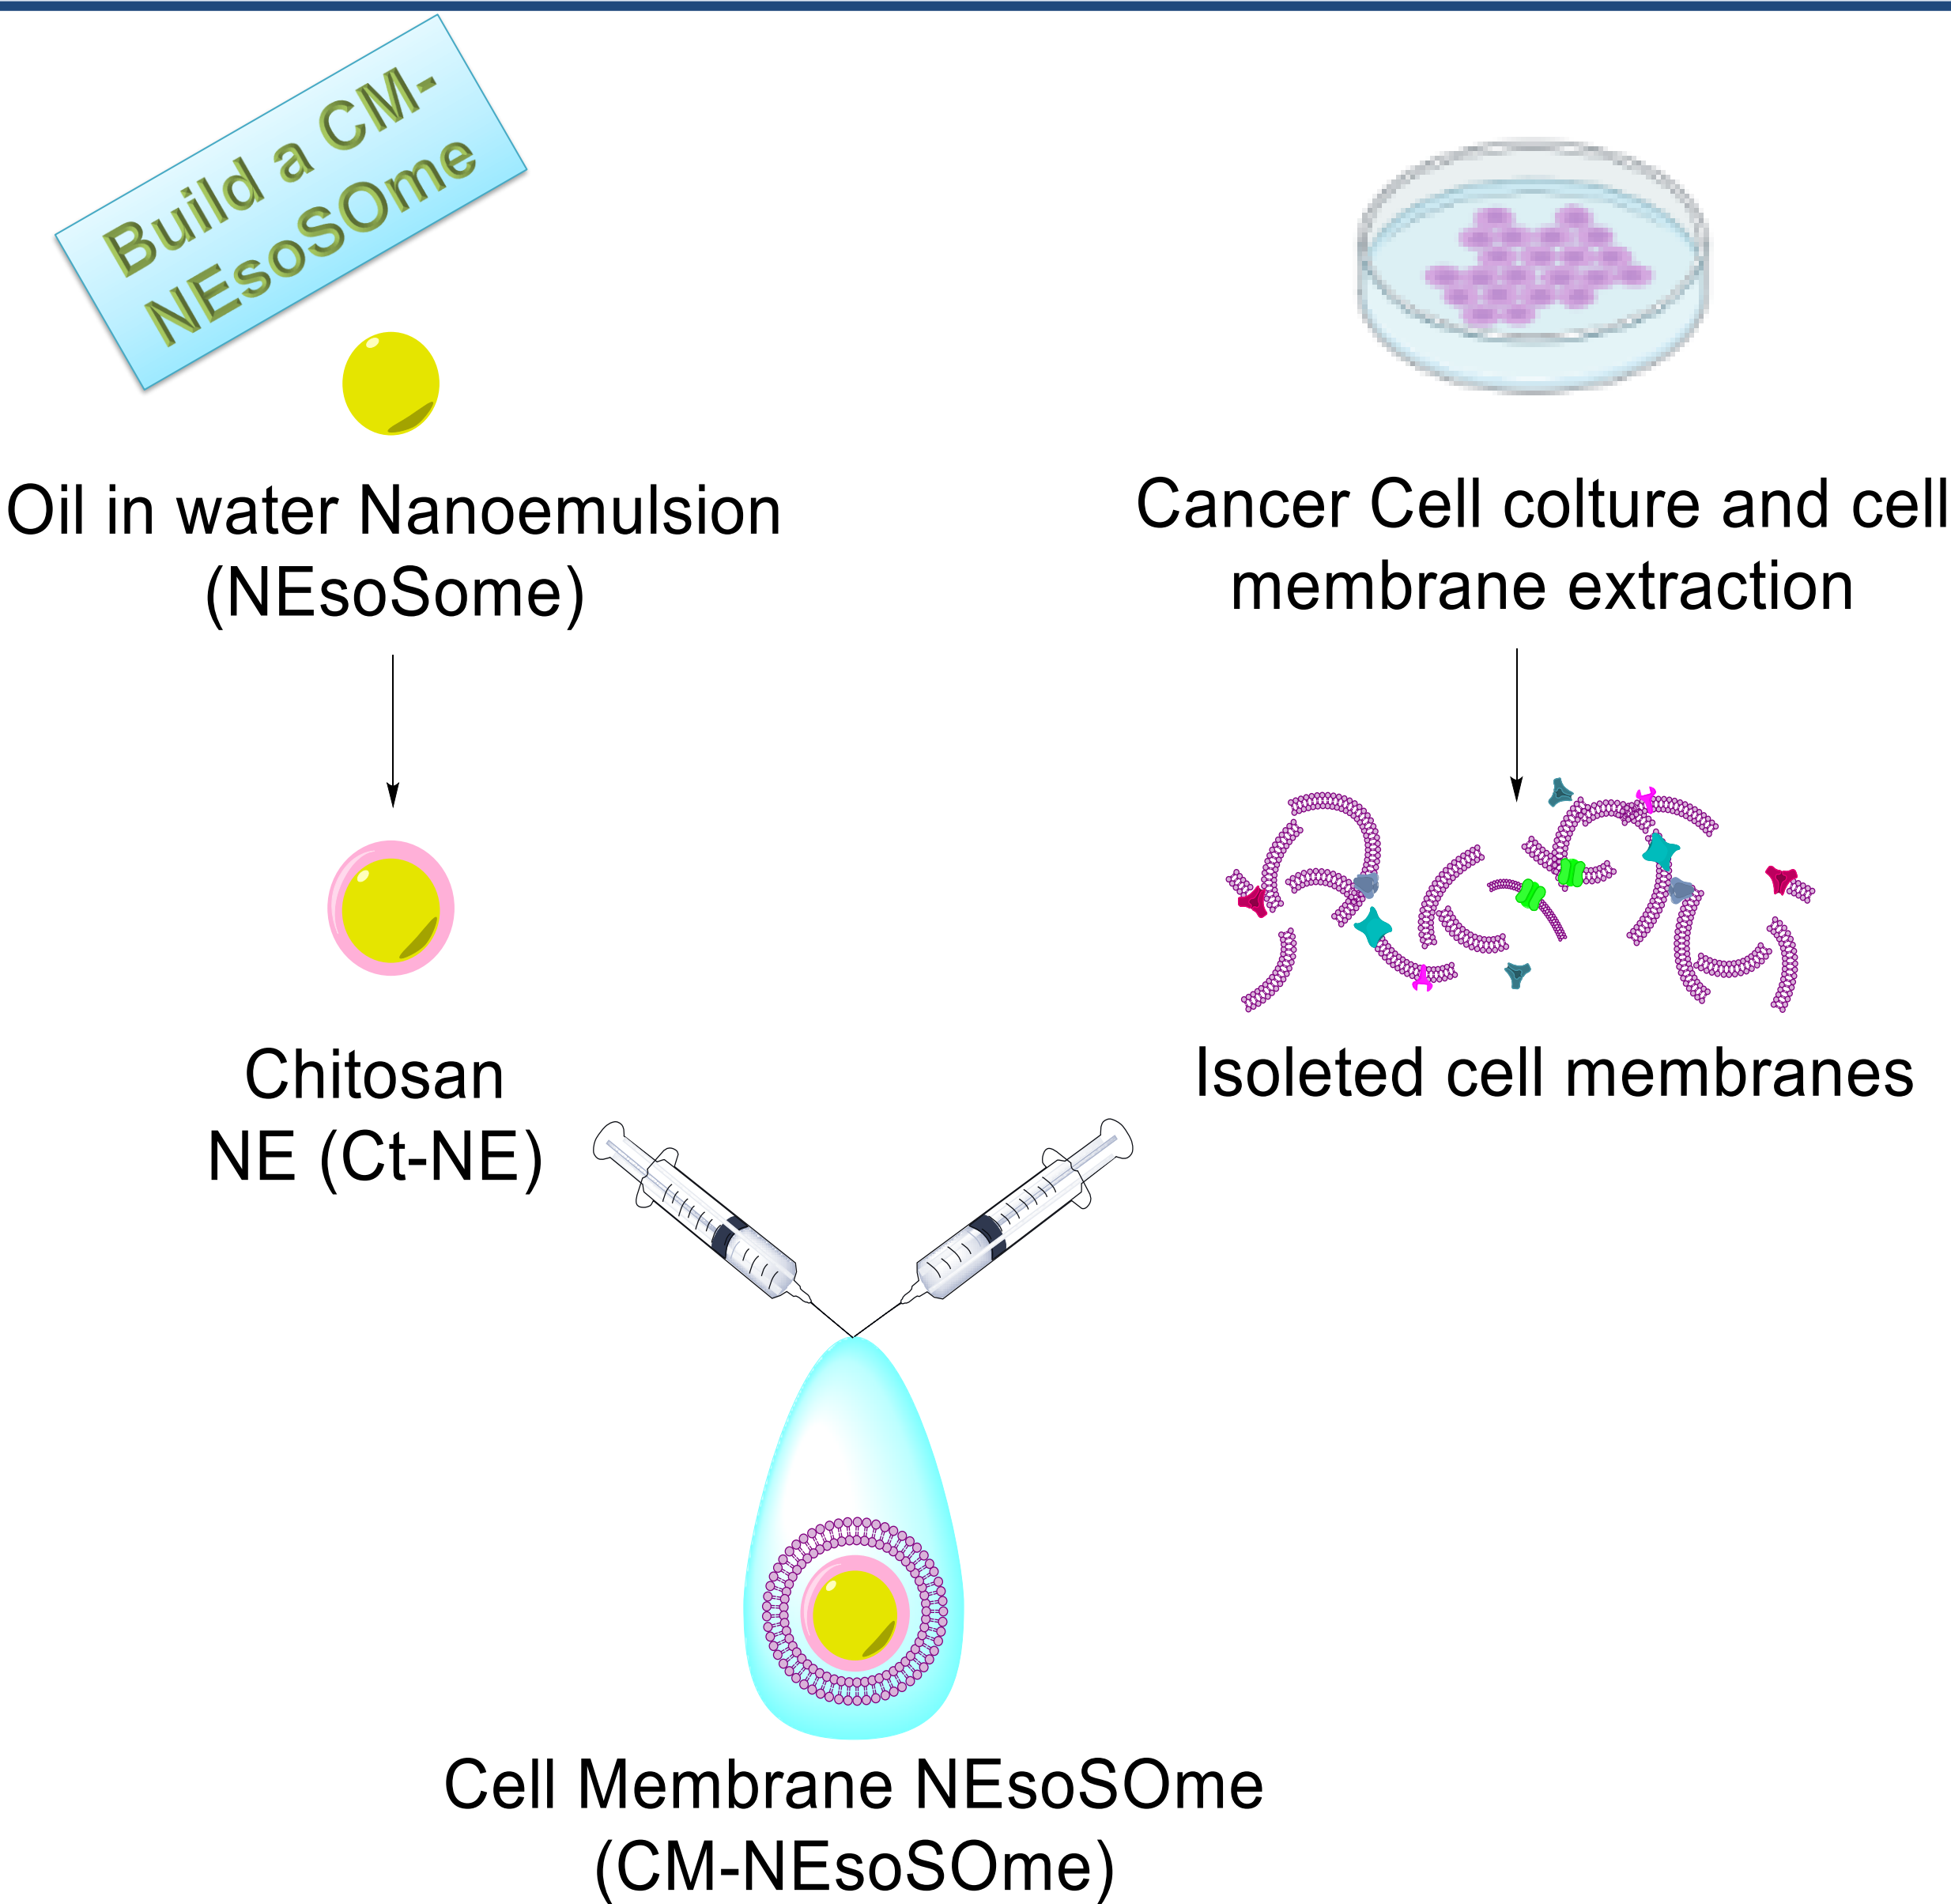 Build a CM-
NEsoSOme
Oil in water Nanoemulsion
(NEsoSome)
Cancer Cell colture and cell
membrane extraction
Chitosan
NE (Ct-NE)
Isoleted cell membranes
Cell Membrane NEsoSOme
(CM-NEsoSOme)